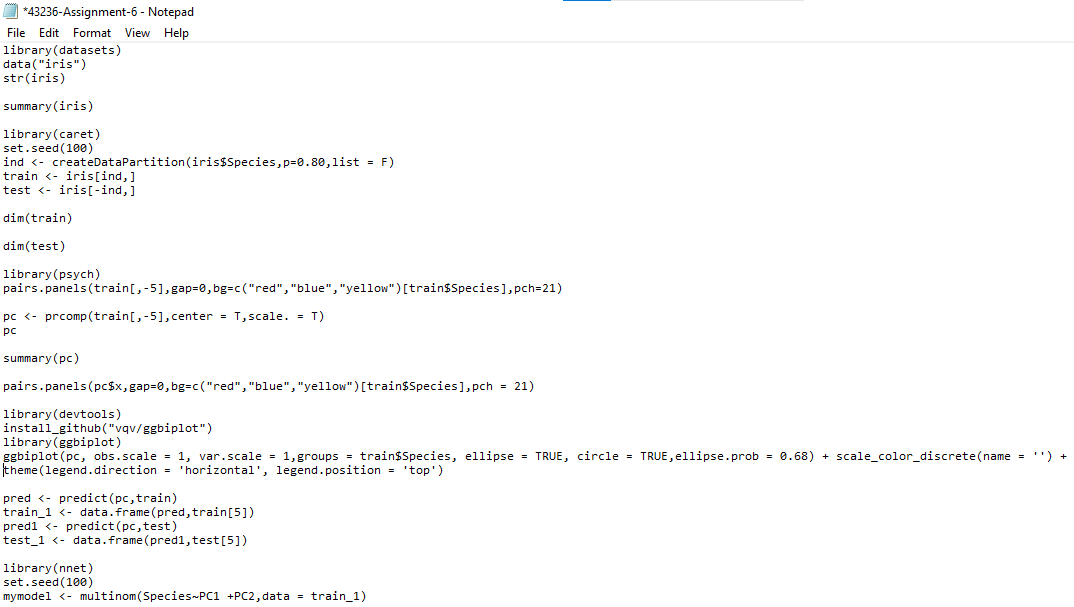 *43236-Assignment-6 - Notepad
File Edit Format View Help
library(datasets)
data("iris")
str(iris)
summary(iris)
library(caret)
set.seed(100)
ind <- createDataPartition(iris$Species,p=0.80,list = F)
train <- iris[ind,]
test <- iris[-ind,]
dim(train)
dim(test)
library(psych)
pairs.panels(train[,-5],gap=0,bg=c("red","blue","yellow")[train$Species],pch=21)
pc <- prcomp(train[,-5],center = T,scale. = T)
pc
summary(pc)
pairs.panels(pc$x,gap=0,bg=c("red","blue","yellow")[train$Species],pch = 21)
library(devtools)
install_github("vqv/ggbiplot")
library(ggbiplot)
ggbiplot(pc, obs.scale = 1, var.scale = 1,groups = train$Species, ellipse = TRUE, circle = TRUE,ellipse.prob = 0.68) + scale_color_discrete(name = '') +
theme(legend.direction = 'horizontal', legend.position = 'top')
pred <- predict(pc,train)
train_1 <- data.frame(pred,train[5])
pred1 <- predict(pc,test)
test_1 <- data.frame(pred1,test[5])
library(nnet)
set.seed(100)
mymodel <- multinom(Species~PC1 +PC2,data = train_1)